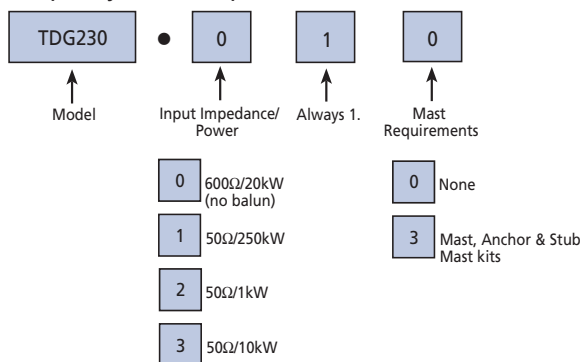 TDG230 • 0 1 0
Model
Input Impedance/
Power
Always 1.
Mast
Requirements
0 600Ω/20kW
(no balun)
1 50Ω/250kW
2 50Ω/1kW
3 50Ω/10kW
0 None
3 Mast, Anchor & Stub
Mast kits